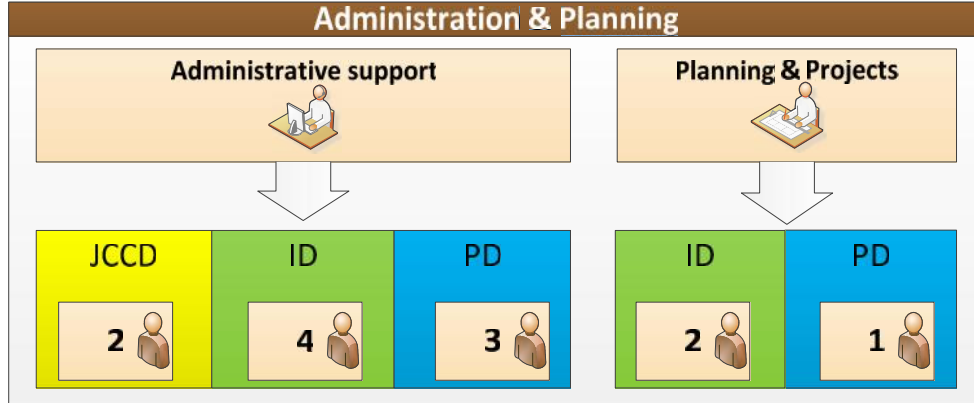 Administration & Planning
Administrative support
Planning & Projects
JCCD ID PD
2 4 3
ID PD
2 1